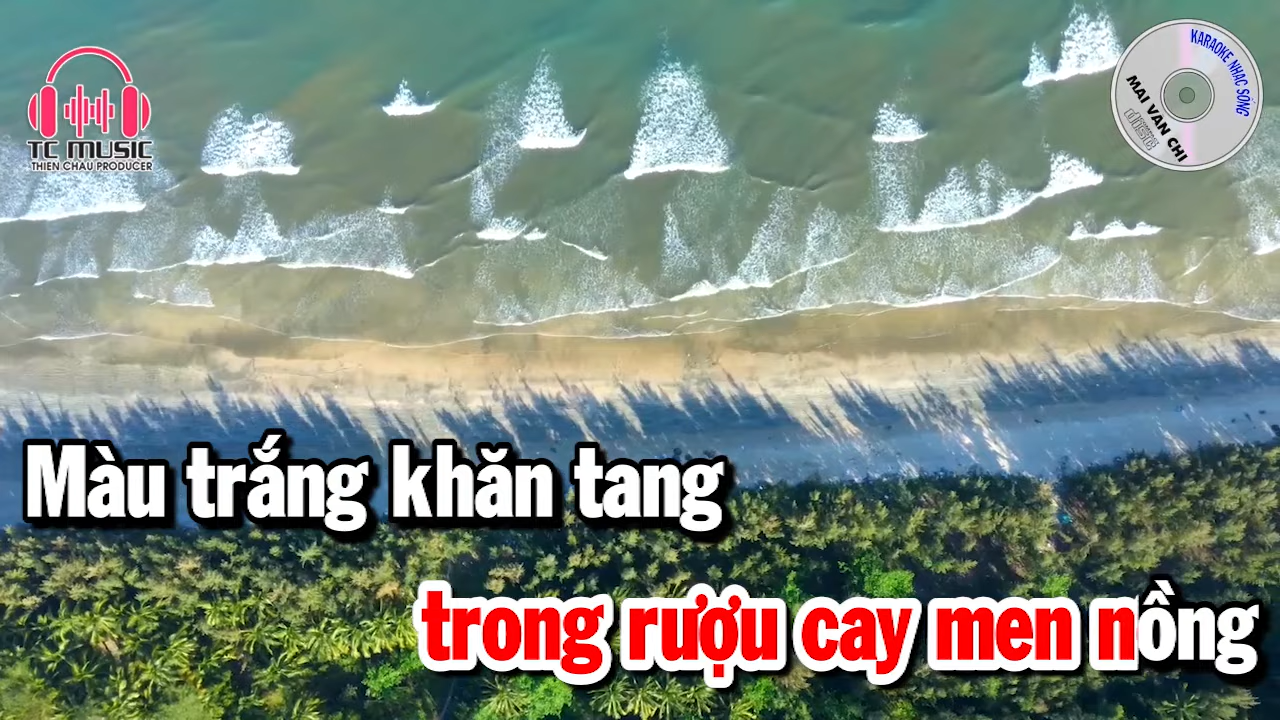 TC MUSIC
THIEN CHAU PRODUCER
KARAOKE NHẠC SỐNG
MAI VAN CHI
disc
Màu trắng khăn tang
trong rượu cay men nồng